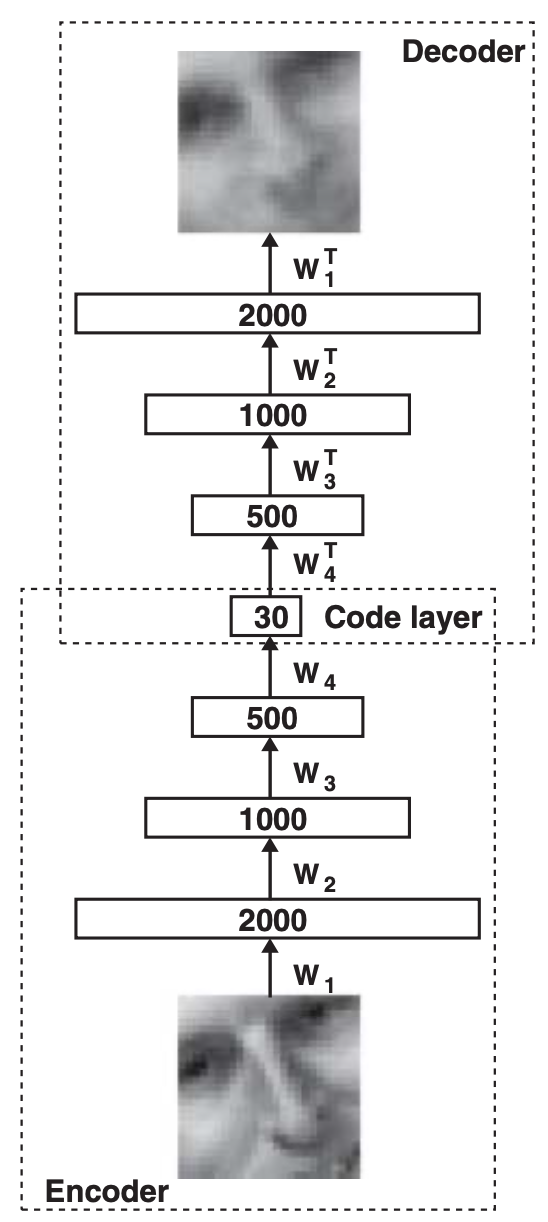 Decoder
W₁ᵀ
2000
W₂ᵀ
1000
W₃ᵀ
500
W₄ᵀ
30 Code layer
W₄
500
W₃
1000
W₂
2000
W₁
Encoder